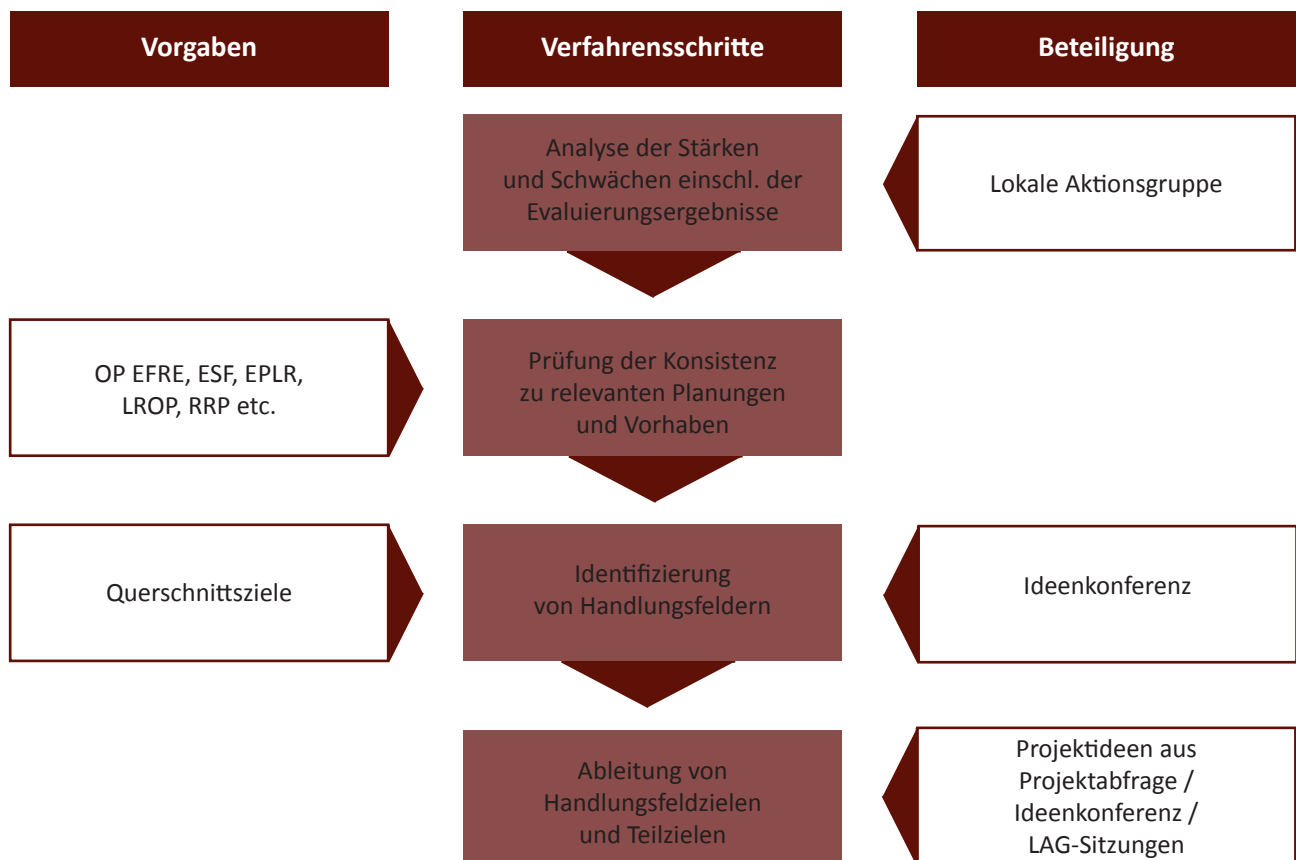 Vorgaben
Verfahrensschritte
Beteiligung
Analyse der Stärken
und Schwächen einschl. der
Evaluierungsergebnisse
Lokale Aktionsgruppe
OP EFRE, ESF, EPLR,
LROP, RRP etc.
Prüfung der Konsistenz
zu relevanten Planungen
und Vorhaben
Querschnittsziele
Identifizierung
von Handlungsfeldern
Ideenkonferenz
Ableitung von
Handlungsfeldzielen
und Teilzielen
Projektideen aus
Projektabfrage /
Ideenkonferenz /
LAG-Sitzungen